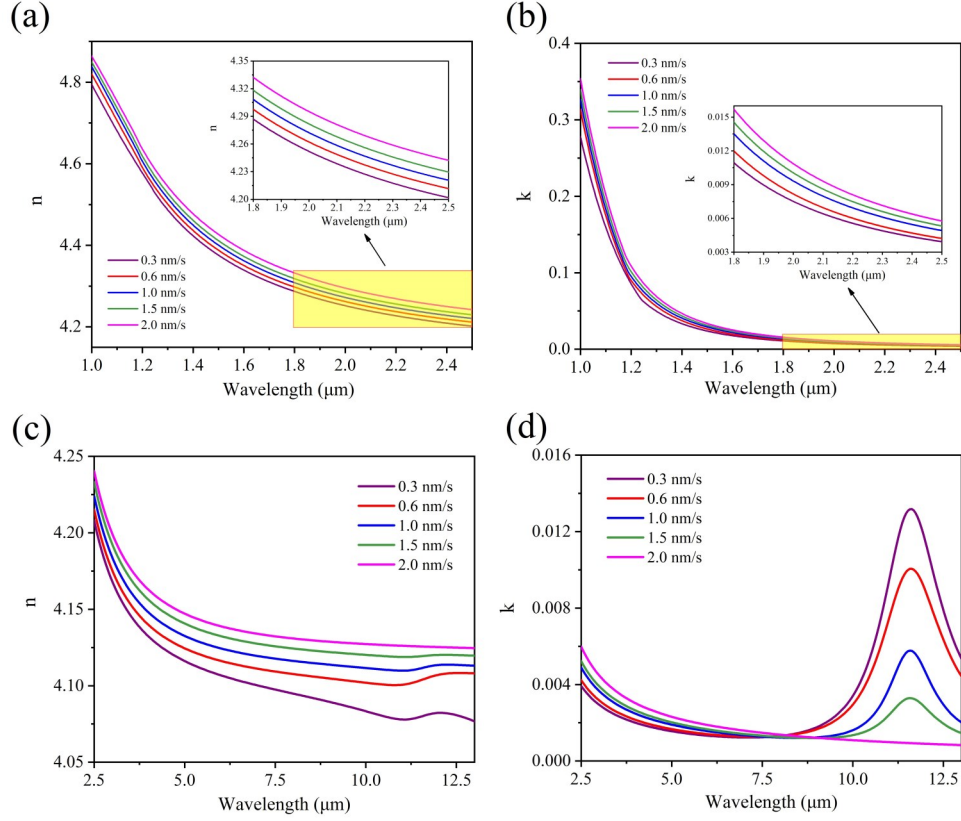 (a)
n
4.8
4.6
4.4
4.2
1.0 1.2 1.4 1.6 1.8 2.0 2.2 2.4
Wavelength (μm)
0.3 nm/s
0.6 nm/s
1.0 nm/s
1.5 nm/s
2.0 nm/s
n
4.35
4.32
4.29
4.26
4.23
4.20
1.8 1.9 2.0 2.1 2.2 2.3 2.4 2.5
Wavelength (μm)
(b)
k
0.4
0.3
0.2
0.1
0.0
1.0 1.2 1.4 1.6 1.8 2.0 2.2 2.4
Wavelength (μm)
0.3 nm/s
0.6 nm/s
1.0 nm/s
1.5 nm/s
2.0 nm/s
k
0.015
0.012
0.009
0.006
0.003
1.8 1.9 2.0 2.1 2.2 2.3 2.4 2.5
Wavelength (μm)
(c)
n
4.25
4.20
4.15
4.10
4.05
2.5 5.0 7.5 10.0 12.5
Wavelength (μm)
0.3 nm/s
0.6 nm/s
1.0 nm/s
1.5 nm/s
2.0 nm/s
(d)
k
0.016
0.012
0.008
0.004
0.000
2.5 5.0 7.5 10.0 12.5
Wavelength (μm)
0.3 nm/s
0.6 nm/s
1.0 nm/s
1.5 nm/s
2.0 nm/s